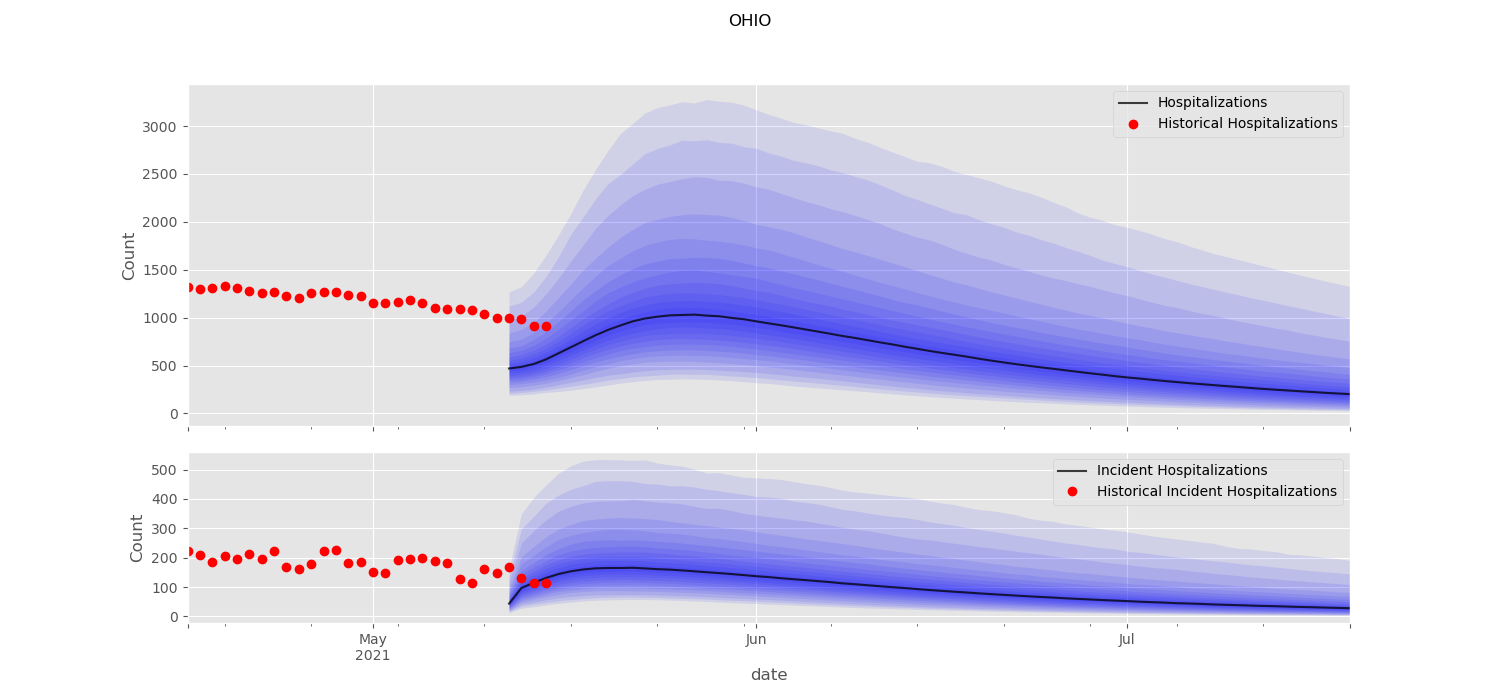 OHIO
Count
3000
2500
2000
1500
1000
500
0
Hospitalizations
Historical Hospitalizations
Count
500
400
300
200
100
0
Incident Hospitalizations
Historical Incident Hospitalizations
May
2021
Jun
Jul
date